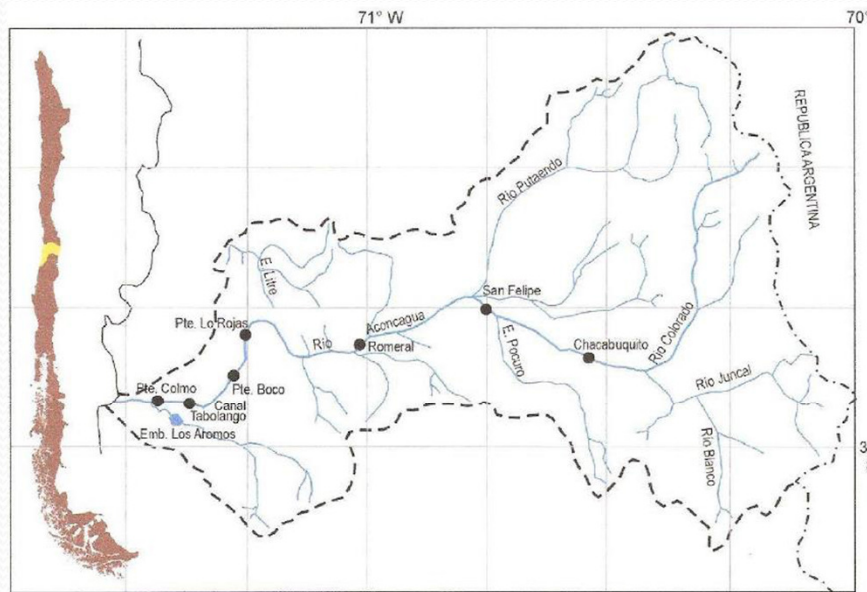 71° W
70°
REPUBLICA ARGENTINA
Río Putaendo
E. Litre
San Felipe
Pte. Lo Rojas
Río
Aconcagua
Romeral
E. Pocuro
Chacabuquito
Río Colorado
Río Juncal
Pte. Colmo
Pte. Boco
Canal
Tabolango
Emb. Los Aromos
Río Blanco
3